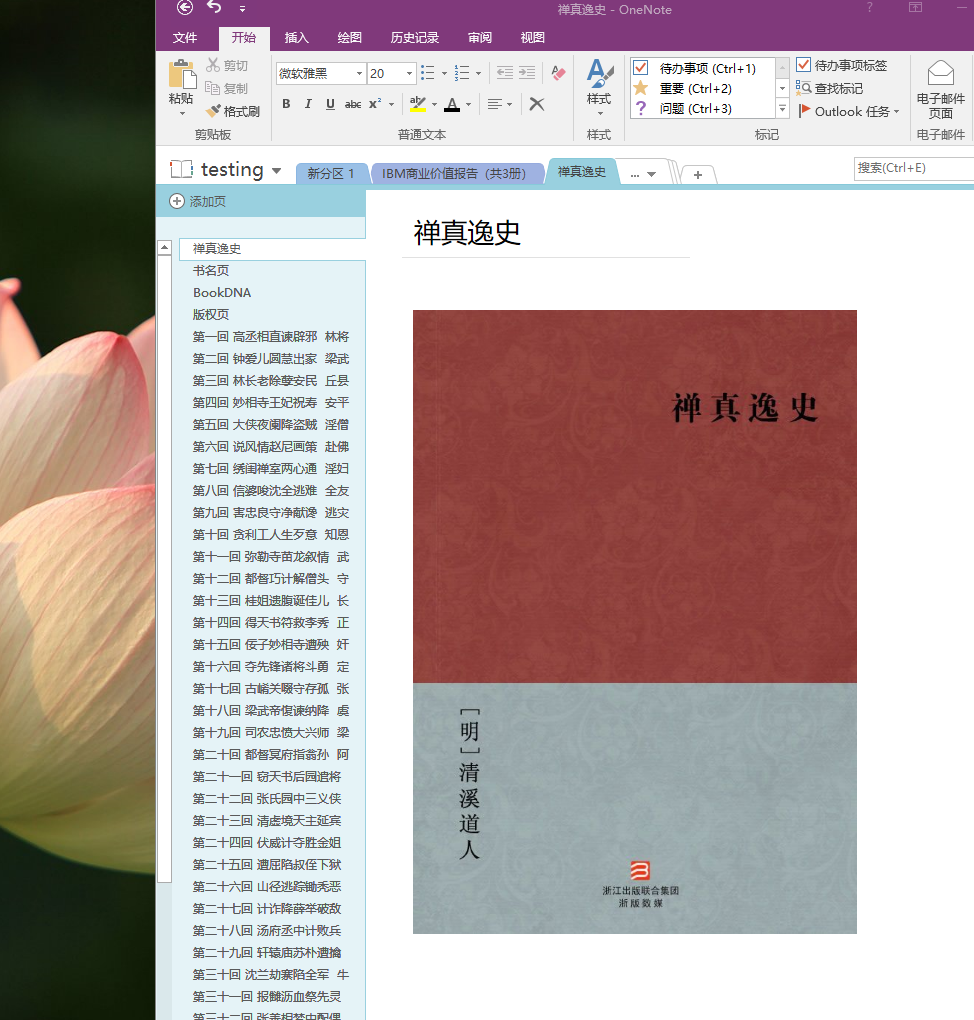 禅真逸史 - OneNote
文件 开始 插入 绘图 历史记录 审阅 视图
粘贴
剪切
复制
格式刷
剪贴板
微软雅黑 20
B I U abc x²
A
普通文本
样式
样式
待办事项 (Ctrl+1)
重要 (Ctrl+2)
问题 (Ctrl+3)
待办事项标签
查找标记
Outlook 任务
标记
电子邮件
页面
电子邮件
testing
新分区 1
IBM商业价值报告（共3册）
禅真逸史
...
搜索(Ctrl+E)
添加页
禅真逸史
书名页
BookDNA
版权页
第一回 高丞相直谏辟邪 林将
第二回 钟爱儿圆慧出家 梁武
第三回 林长老除孽安民 丘县
第四回 妙相寺王妃祝寿 安平
第五回 大侠夜阑降盗贼 淫僧
第六回 说风情赵尼画策 赴佛
第七回 绣闺禅室两心通 淫妇
第八回 信婆唆沈全逃难 全友
第九回 害忠良守净献谗 逃灾
第十回 贪利工人生歹意 知恩
第十一回 弥勒寺苗龙叙情 武
第十二回 都督巧计解僧头 守
第十三回 桂姐遗腹诞佳儿 长
第十四回 得天书符救李秀 正
第十五回 佞子妙相寺遭殃 奸
第十六回 夺先锋诸将斗勇 定
第十七回 古崤关啜守存孤 张
第十八回 梁武帝愎谏纳降 虞
第十九回 司农忠愤大兴师 梁
第二十回 都督冥府指翁孙 阿
第二十一回 窃天书后园遣将
第二十二回 张氏园中三义侠
第二十三回 清虚境天主延宾
第二十四回 伏威计夺胜金姐
第二十五回 遭屈陷叔侄下狱
第二十六回 山径逃踪锄秃恶
第二十七回 计诈降薛举破敌
第二十八回 汤府丞中计败兵
第二十九回 轩辕庙苏朴遭擒
第三十回 沈兰劫寨陷全军 牛
第三十一回 报雠沥血祭先灵
第三十二回 张善相梦中配偶
禅真逸史
禅真逸史
［明］清溪道人
浙江出版联合集团
浙版数媒